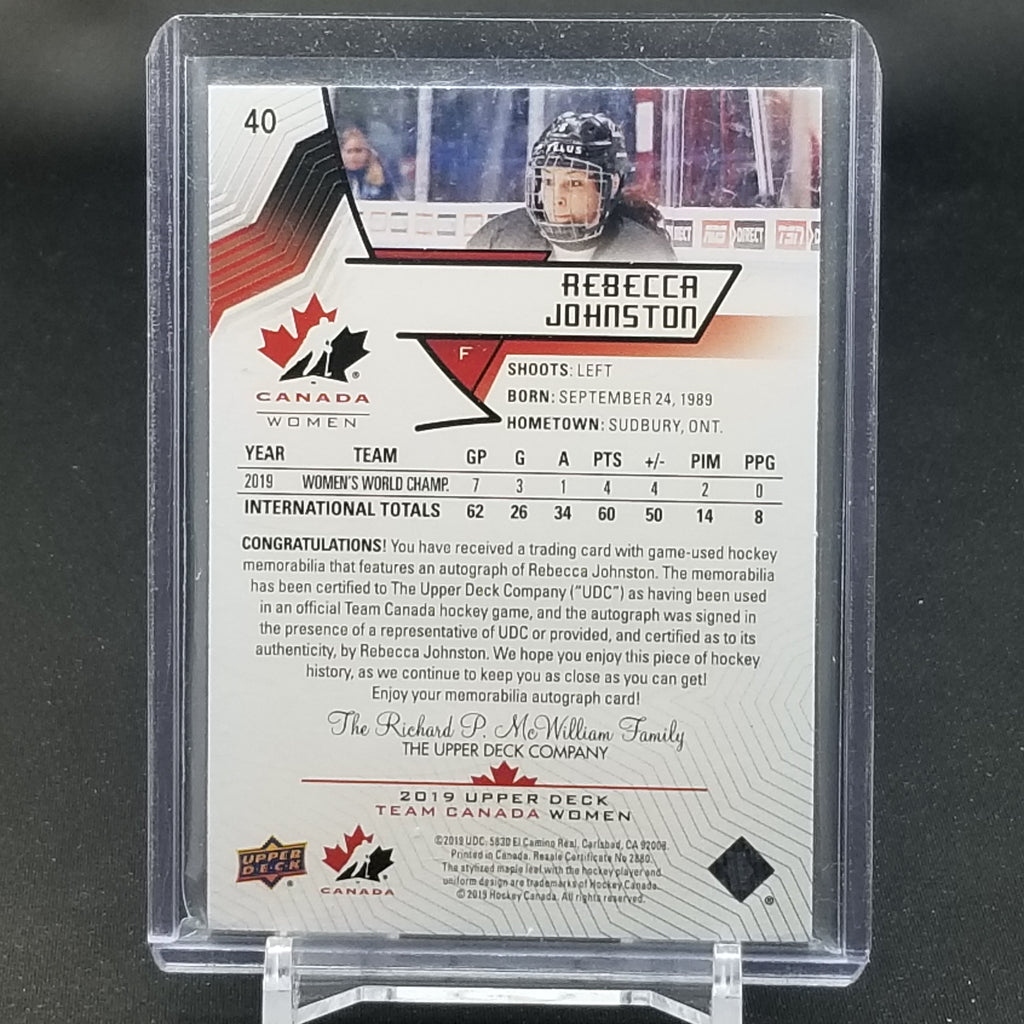 40
TELUS
DIRECT
TSN
REBECCA
JOHNSTON
F
SHOOTS: LEFT
BORN: SEPTEMBER 24, 1989
HOMETOWN: SUDBURY, ONT.
CANADA
WOMEN
YEAR TEAM GP G A PTS +/- PIM PPG
2019 WOMEN'S WORLD CHAMP. 7 3 1 4 4 2 0
INTERNATIONAL TOTALS 62 26 34 60 50 14 8
CONGRATULATIONS! You have received a trading card with game-used hockey
memorabilia that features an autograph of Rebecca Johnston. The memorabilia
has been certified to The Upper Deck Company ("UDC") as having been used
in an official Team Canada hockey game, and the autograph was signed in
the presence of a representative of UDC or provided, and certified as to its
authenticity, by Rebecca Johnston. We hope you enjoy this piece of hockey
history, as we continue to keep you as close as you can get!
Enjoy your memorabilia autograph card!
The Richard P. McWilliam Family
THE UPPER DECK COMPANY
2019 UPPER DECK
TEAM CANADA WOMEN
UPPER
DECK
®
CANADA
©2019 UDC. 5830 El Camino Real, Carlsbad, CA 92008.
Printed in Canada. Resale Certificate No 2880.
The stylized maple leaf with the hockey player and
uniform design are trademarks of Hockey Canada.
© 2019 Hockey Canada. All rights reserved.
®